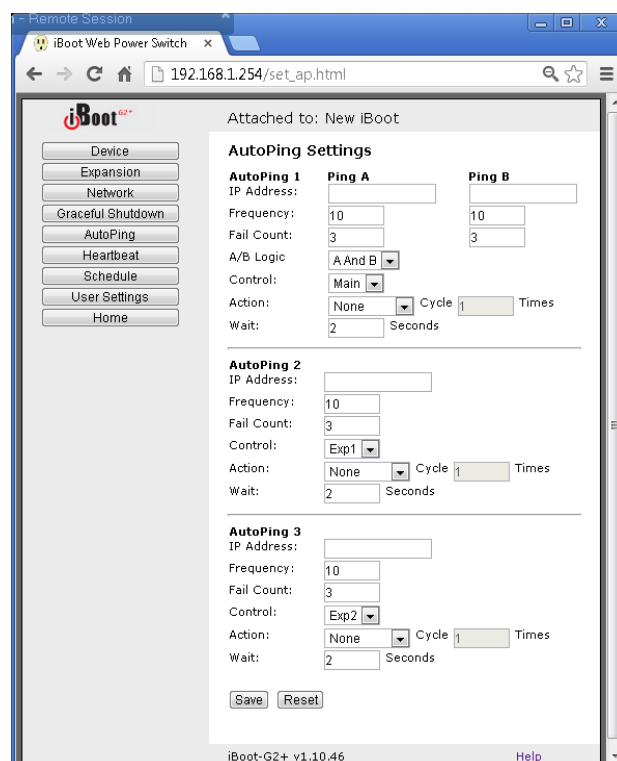 - Remote Session
iBoot Web Power Switch ×
192.168.1.254/set_ap.html
iBoot G2+
Attached to: New iBoot
Device
Expansion
Network
Graceful Shutdown
AutoPing
Heartbeat
Schedule
User Settings
Home
AutoPing Settings
AutoPing 1 Ping A Ping B
IP Address:
Frequency: 10 10
Fail Count: 3 3
A/B Logic A And B
Control: Main
Action: None Cycle 1 Times
Wait: 2 Seconds
AutoPing 2
IP Address:
Frequency: 10
Fail Count: 3
Control: Exp1
Action: None Cycle 1 Times
Wait: 2 Seconds
AutoPing 3
IP Address:
Frequency: 10
Fail Count: 3
Control: Exp2
Action: None Cycle 1 Times
Wait: 2 Seconds
Save Reset
iBoot-G2+ v1.10.46 Help